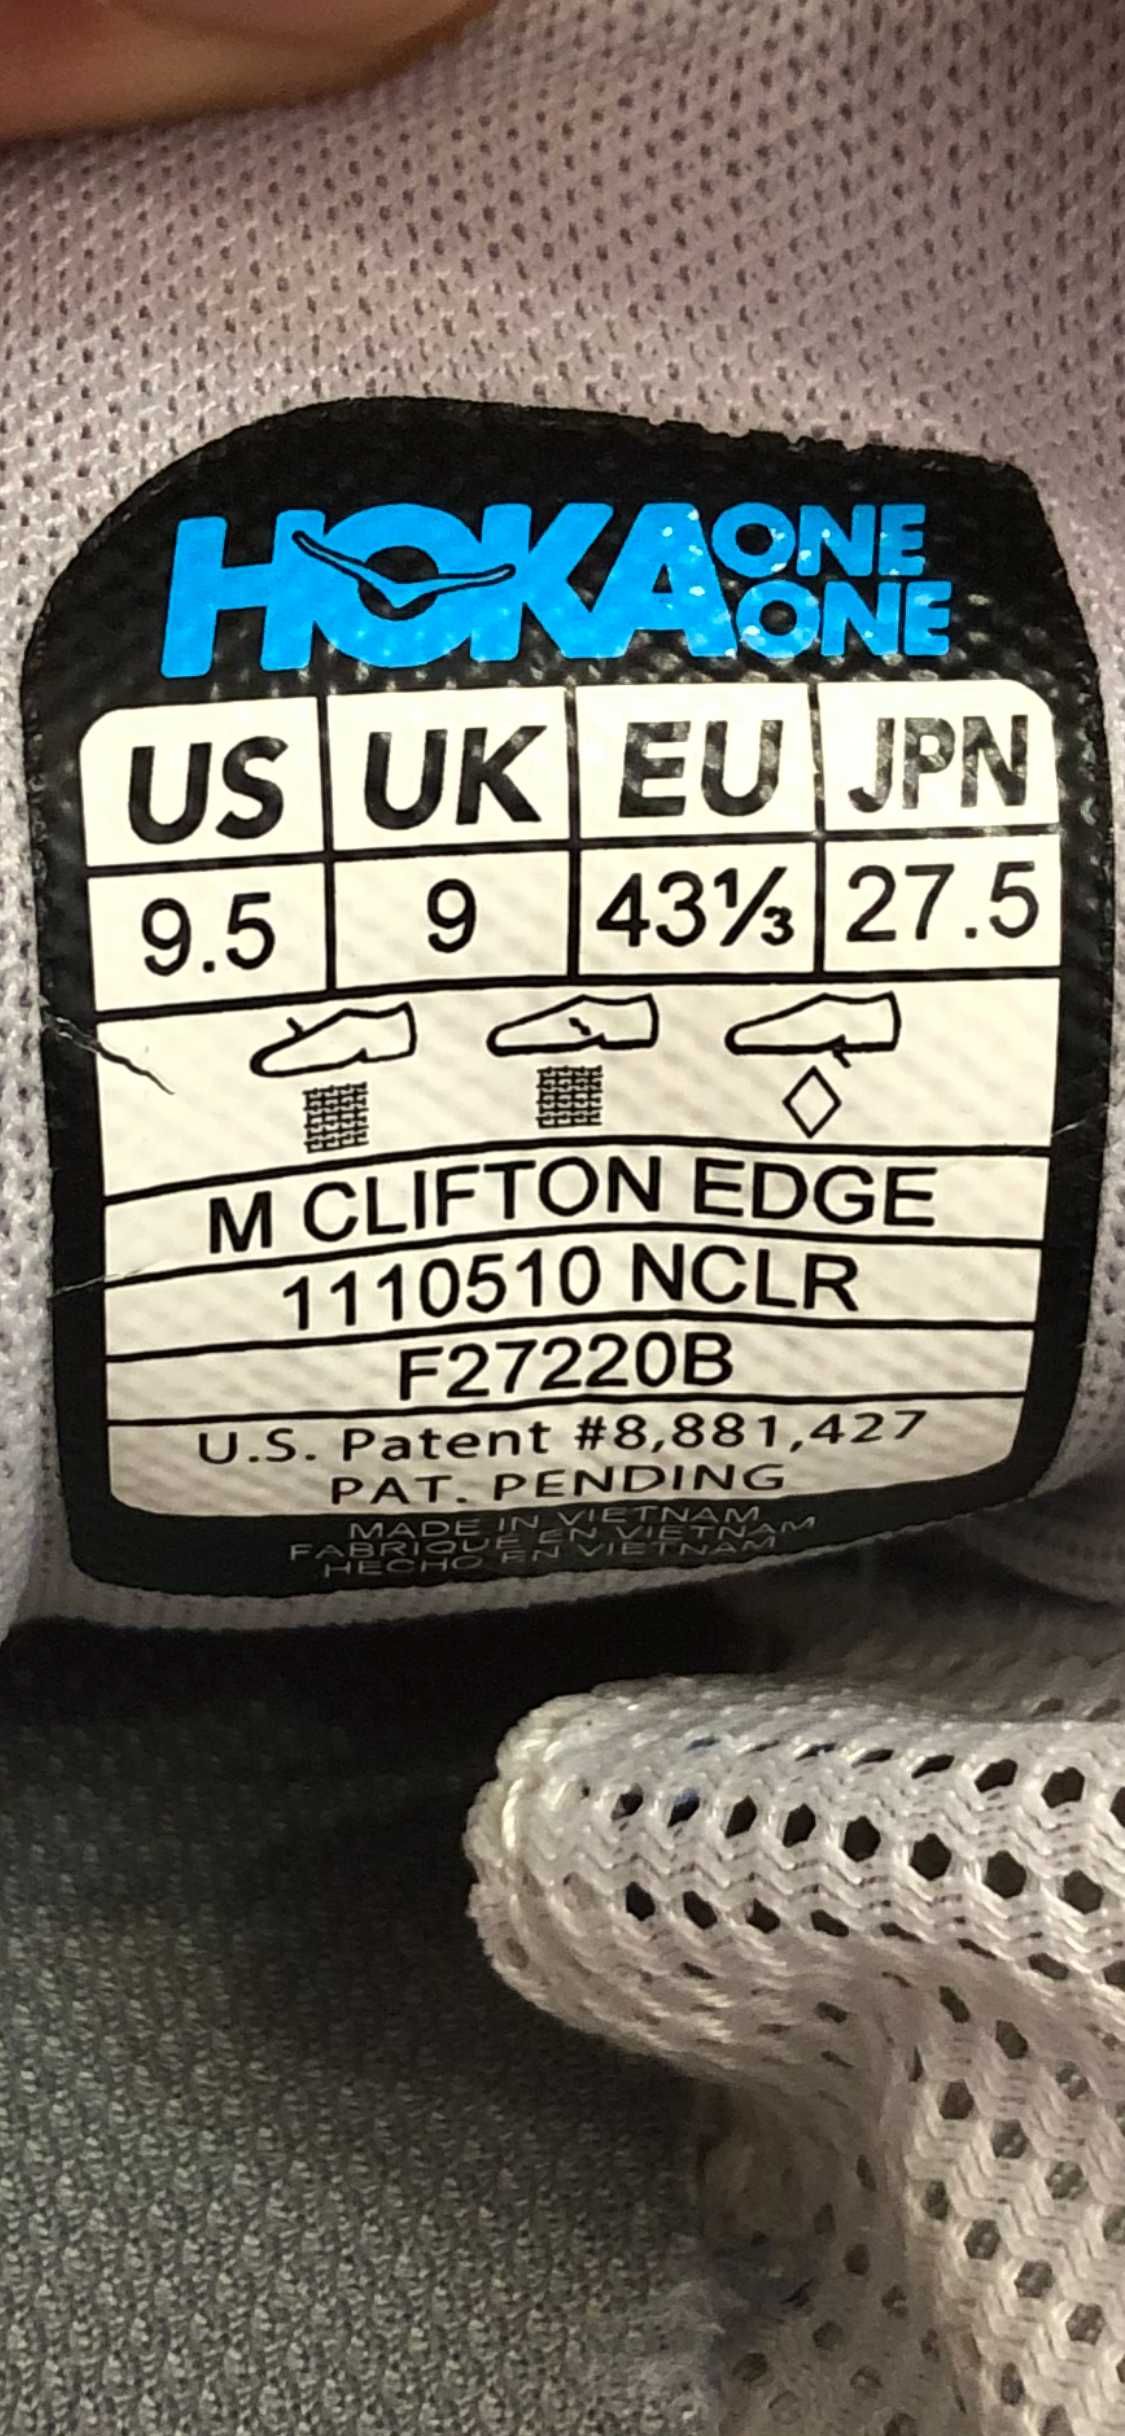 HOKA ONE ONE
US UK EU JPN
9.5 9 43⅓ 27.5
M CLIFTON EDGE
1110510 NCLR
F27220B
U.S. Patent #8,881,427
PAT. PENDING
MADE IN VIETNAM
FABRIQUE EN VIETNAM
HECHO EN VIETNAM